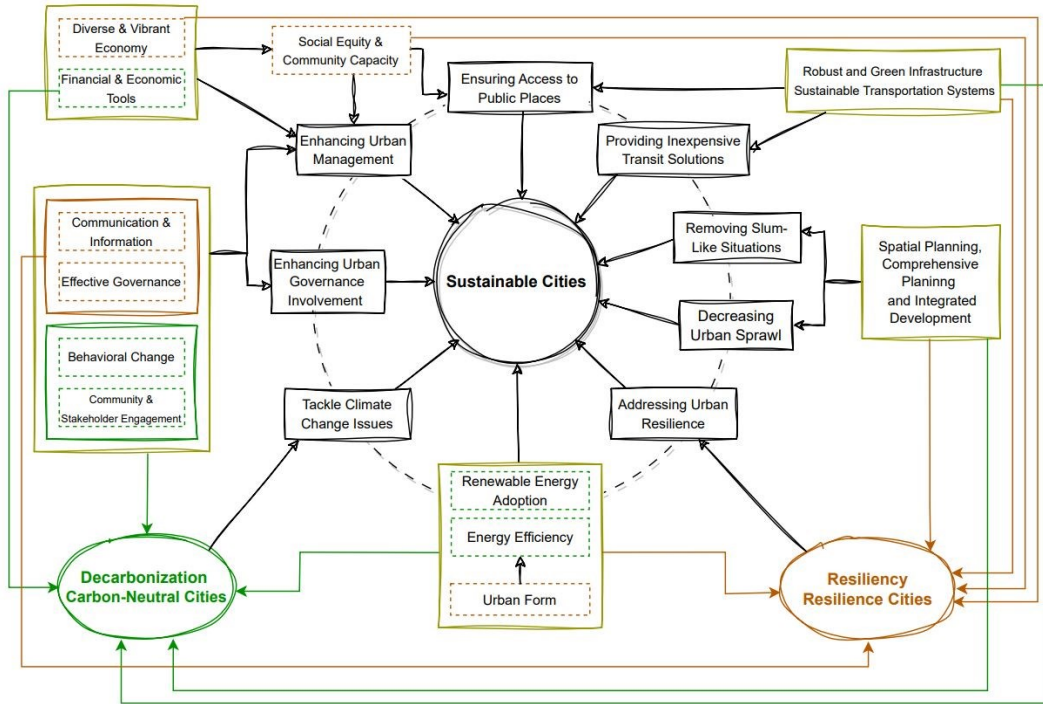 Diverse & Vibrant
Economy
Financial & Economic
Tools
Social Equity &
Community Capacity
Ensuring Access to
Public Places
Robust and Green Infrastructure
Sustainable Transportation Systems
Enhancing Urban
Management
Providing Inexpensive
Transit Solutions
Communication &
Information
Effective Governance
Enhancing Urban
Governance
Involvement
Sustainable Cities
Removing Slum-
Like Situations
Decreasing
Urban Sprawl
Spatial Planning,
Comprehensive
Planinng
and Integrated
Development
Behavioral Change
Community &
Stakeholder Engagement
Tackle Climate
Change Issues
Addressing Urban
Resilience
Renewable Energy
Adoption
Energy Efficiency
Urban Form
Decarbonization
Carbon-Neutral Cities
Resiliency
Resilience Cities